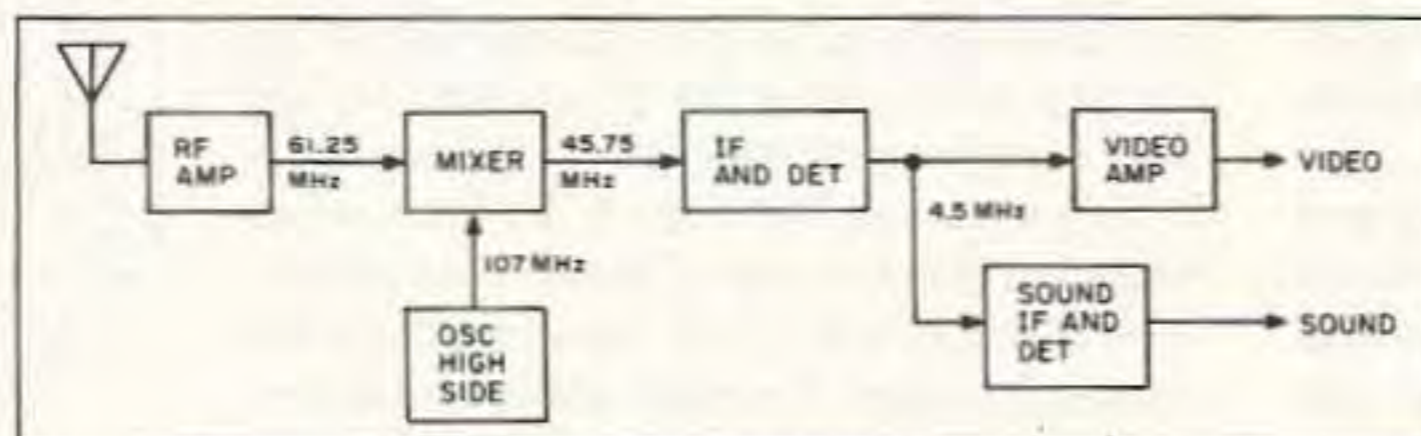 RF
AMP
61.25
MHz
MIXER
45.75
MHz
IF
AND DET
VIDEO
AMP
VIDEO
4.5 MHz
107 MHz
OSC
HIGH
SIDE
SOUND
IF AND
DET
SOUND